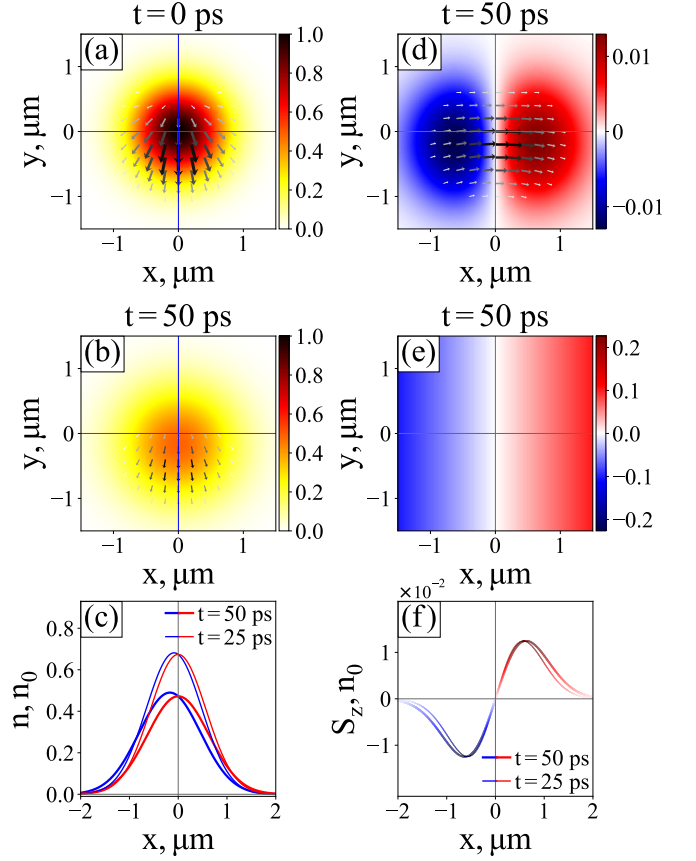 t = 0 ps
(a)
1
0
−1
y, μm
−1
0
1
x, μm
1.0
0.8
0.6
0.4
0.2
0.0
t = 50 ps
(d)
1
0
−1
y, μm
−1
0
1
x, μm
0.01
0
−0.01
t = 50 ps
(b)
1
0
−1
y, μm
−1
0
1
x, μm
1.0
0.8
0.6
0.4
0.2
0.0
t = 50 ps
(e)
1
0
−1
y, μm
−1
0
1
x, μm
0.2
0.1
0.0
−0.1
−0.2
(c)
t = 50 ps
t = 25 ps
0.8
0.6
0.4
0.2
0.0
n, n₀
−2
−1
0
1
2
x, μm
×10⁻²
(f)
1
0
−1
S_z, n₀
t = 50 ps
t = 25 ps
−2
−1
0
1
2
x, μm